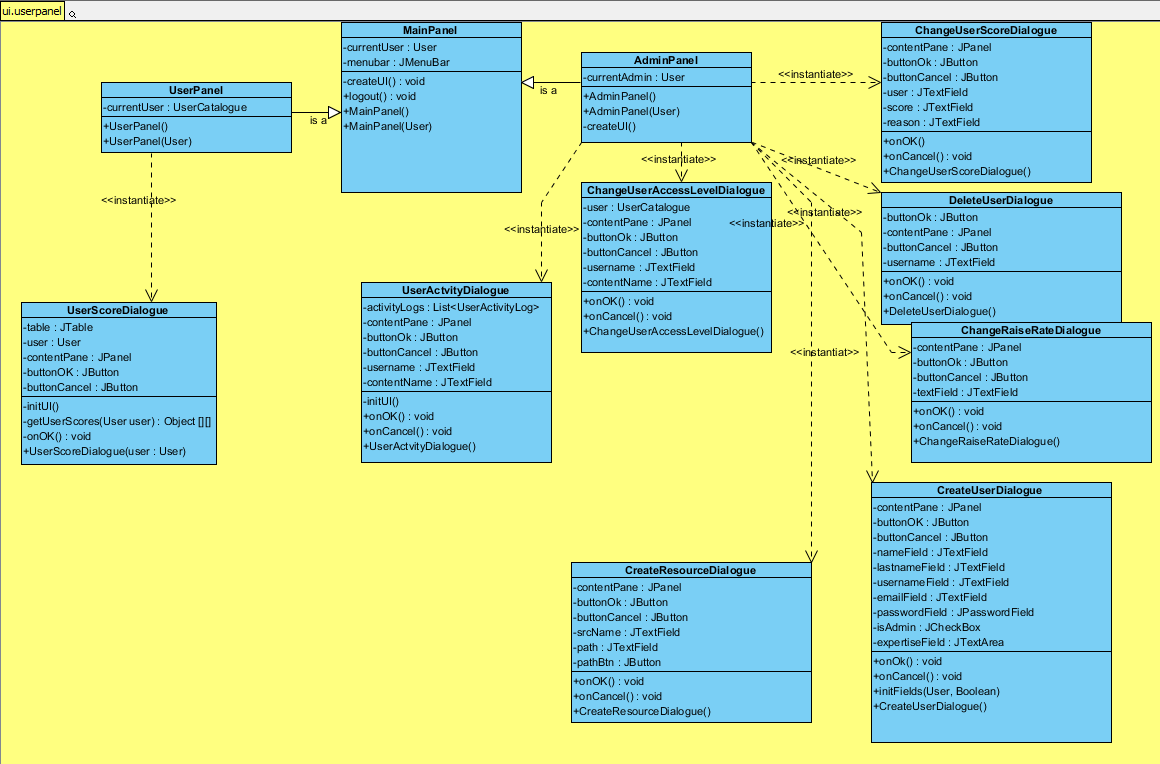 ui.userpanel
MainPanel
-currentUser : User
-menubar : JMenuBar
-createUI() : void
+logout() : void
+MainPanel()
+MainPanel(User)
UserPanel
-currentUser : UserCatalogue
+UserPanel()
+UserPanel(User)
is a
is a
AdminPanel
-currentAdmin : User
+AdminPanel()
+AdminPanel(User)
-createUI()
<<instantiate>>
ChangeUserScoreDialogue
-contentPane : JPanel
-buttonOk : JButton
-buttonCancel : JButton
-user : JTextField
-score : JTextField
-reason : JTextField
+onOK()
+onCancel() : void
+ChangeUserScoreDialogue()
<<instantiate>>
<<instantiate>>
<<instantiate>>
<<instantiate>>
<<instantiate>>
<<instantiate>>
<<instantiat>>
ChangeUserAccessLevelDialogue
-user : UserCatalogue
-contentPane : JPanel
-buttonOk : JButton
-buttonCancel : JButton
-username : JTextField
-contentName : JTextField
+onOK() : void
+onCancel() : void
+ChangeUserAccessLevelDialogue()
DeleteUserDialogue
-buttonOk : JButton
-contentPane : JPanel
-buttonCancel : JButton
-username : JTextField
+onOK() : void
+onCancel() : void
+DeleteUserDialogue()
UserScoreDialogue
-table : JTable
-user : User
-contentPane : JPanel
-buttonOK : JButton
-buttonCancel : JButton
-initUI()
-getUserScores(User user) : Object [][]
-onOK() : void
+UserScoreDialogue(user : User)
UserActvityDialogue
-activityLogs : List<UserActivityLog>
-contentPane : JPanel
-buttonOk : JButton
-buttonCancel : JButton
-username : JTextField
-contentName : JTextField
-initUI()
+onOK() : void
+onCancel() : void
+UserActvityDialogue()
ChangeRaiseRateDialogue
-contentPane : JPanel
-buttonOk : JButton
-buttonCancel : JButton
-textField : JTextField
+onOK() : void
+onCancel() : void
+ChangeRaiseRateDialogue()
CreateUserDialogue
-contentPane : JPanel
-buttonOK : JButton
-buttonCancel : JButton
-nameField : JTextField
-lastnameField : JTextField
-usernameField : JTextField
-emailField : JTextField
-passwordField : JPasswordField
-isAdmin : JCheckBox
-expertiseField : JTextArea
+onOk() : void
+onCancel() : void
+initFields(User, Boolean)
+CreateUserDialogue()
CreateResourceDialogue
-contentPane : JPanel
-buttonOk : JButton
-buttonCancel : JButton
-srcName : JTextField
-path : JTextField
-pathBtn : JButton
+onOK() : void
+onCancel() : void
+CreateResourceDialogue()